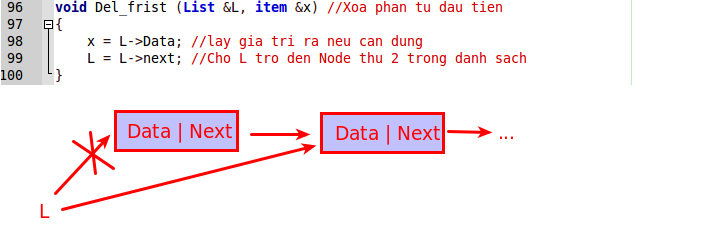 96 void Del_frist (List &L, item &x) //Xoa phan tu dau tien
97 {
98 x = L->Data; //lay gia tri ra neu can dung
99 L = L->next; //Cho L tro den Node thu 2 trong danh sach
100 }
Data | Next
Data | Next
...
L